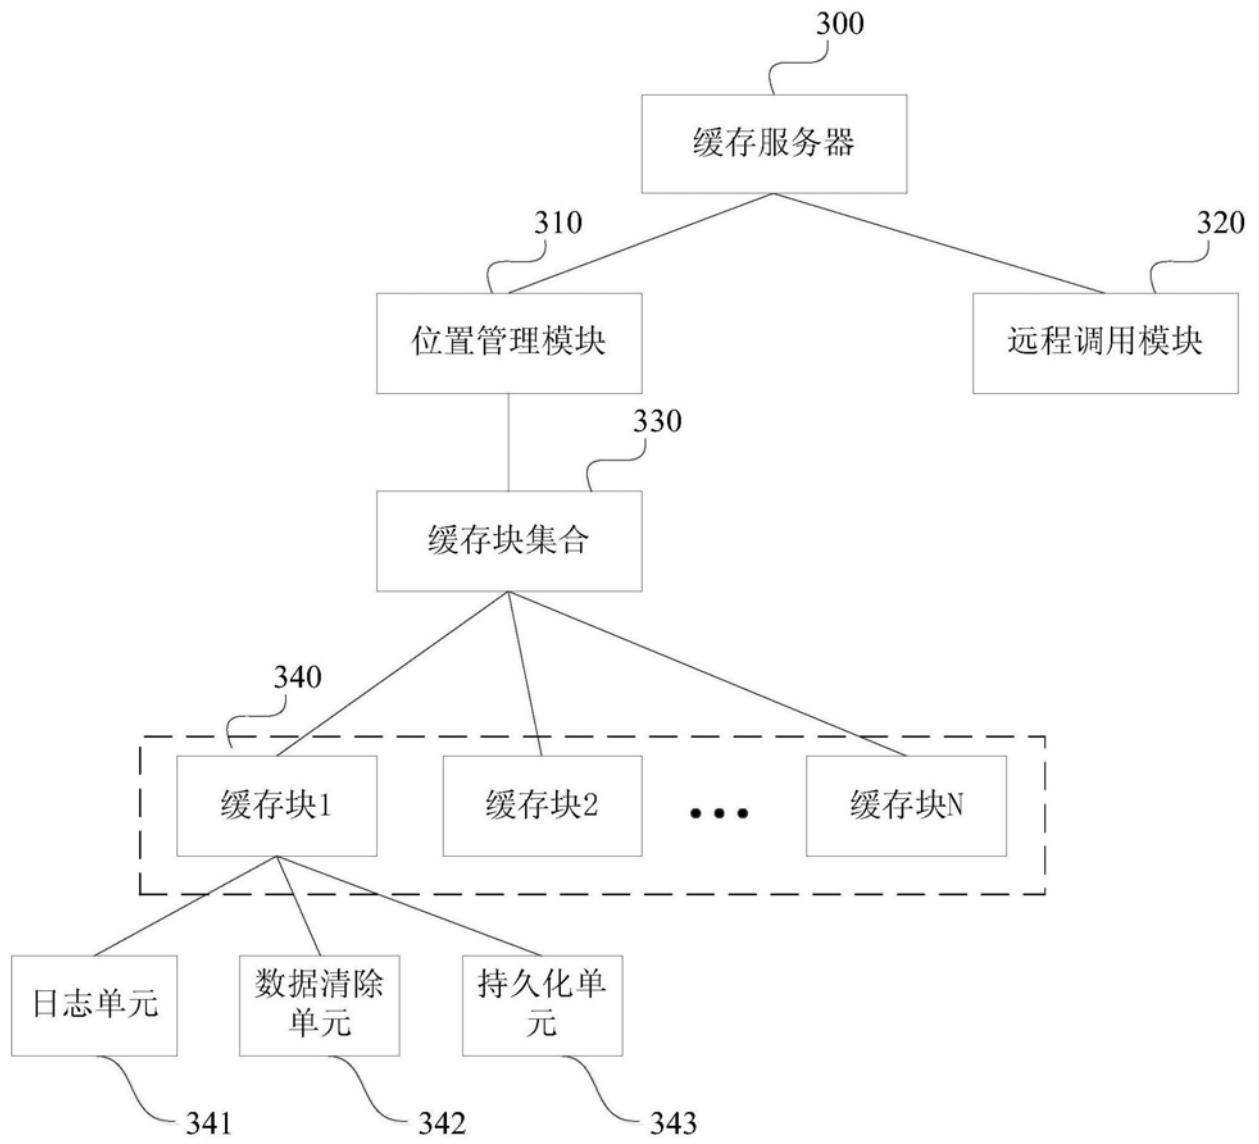 300
缓存服务器
310
320
位置管理模块
远程调用模块
330
缓存块集合
340
缓存块1
缓存块2
缓存块N
日志单元
数据清除
单元
持久化单
元
341
342
343